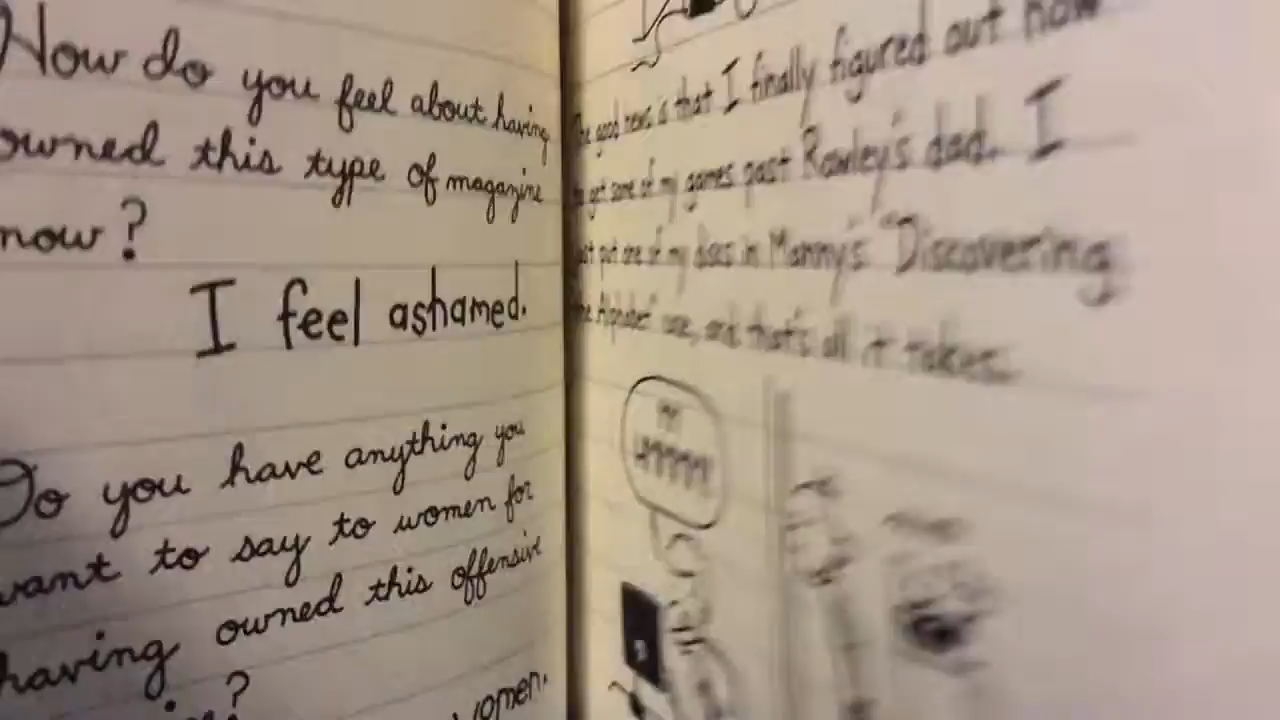 How do you feel about having
owned this type of magazine
now?
I feel ashamed.
Do you have anything you
want to say to women for
having owned this offensive
?
women.
The good news is that I finally figured out how
to get some of my games past Rowley's dad. I
just put one of my discs in Manny's "Discovering
the Alphabet" case, and that's all it takes.